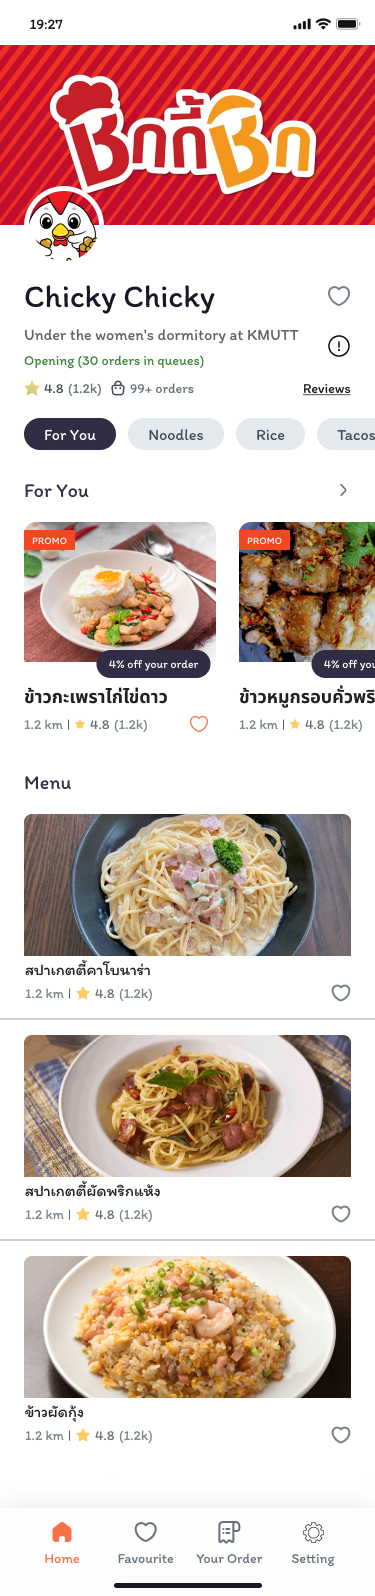 19:27
ชิกกี้ชิก
Chicky Chicky
Under the women's dormitory at KMUTT
Opening (30 orders in queues)
4.8 (1.2k) 99+ orders Reviews
For You Noodles Rice Tacos
For You
PROMO PROMO
4% off your order 4% off you
ข้าวกะเพราไก่ไข่ดาว ข้าวหมูกรอบคั่วพริ
1.2 km | 4.8 (1.2k) 1.2 km | 4.8 (1.2k)
Menu
สปาเกตตี้คาโบนาร่า
1.2 km | 4.8 (1.2k)
สปาเกตตี้ผัดพริกแห้ง
1.2 km | 4.8 (1.2k)
ข้าวผัดกุ้ง
1.2 km | 4.8 (1.2k)
Home Favourite Your Order Setting